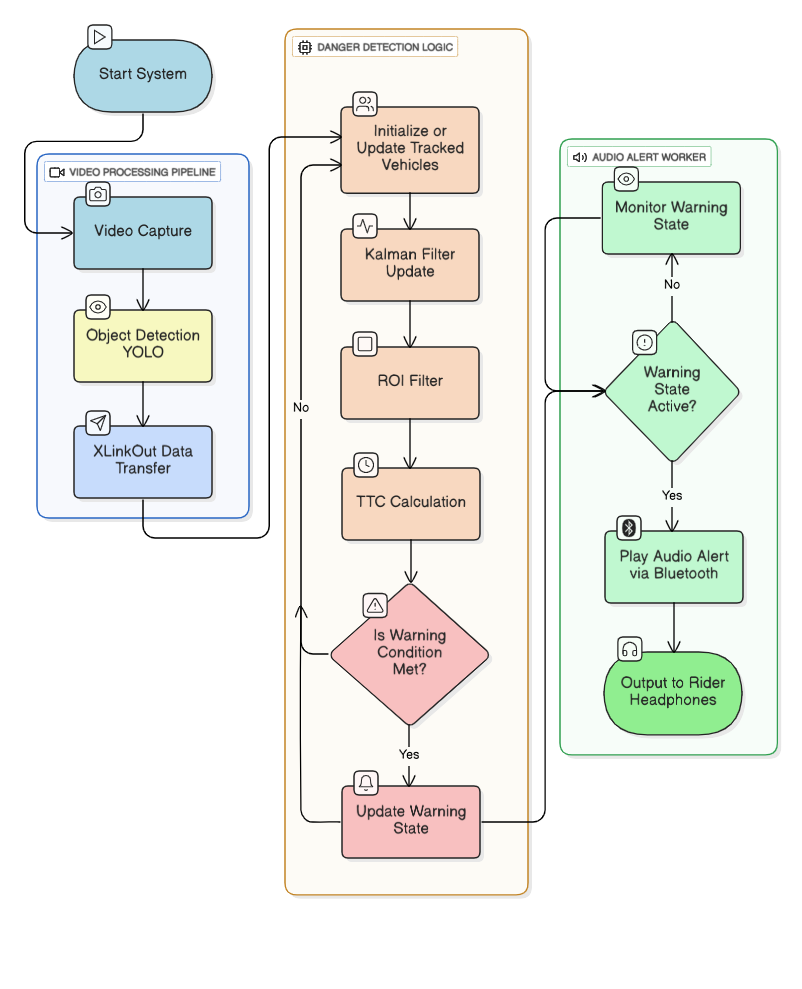 Start System
VIDEO PROCESSING PIPELINE
Video Capture
Object Detection
YOLO
XLinkOut Data
Transfer
DANGER DETECTION LOGIC
Initialize or
Update Tracked
Vehicles
Kalman Filter
Update
ROI Filter
No
TTC Calculation
Is Warning
Condition
Met?
Yes
Update Warning
State
AUDIO ALERT WORKER
Monitor Warning
State
No
Warning
State
Active?
Yes
Play Audio Alert
via Bluetooth
Output to Rider
Headphones